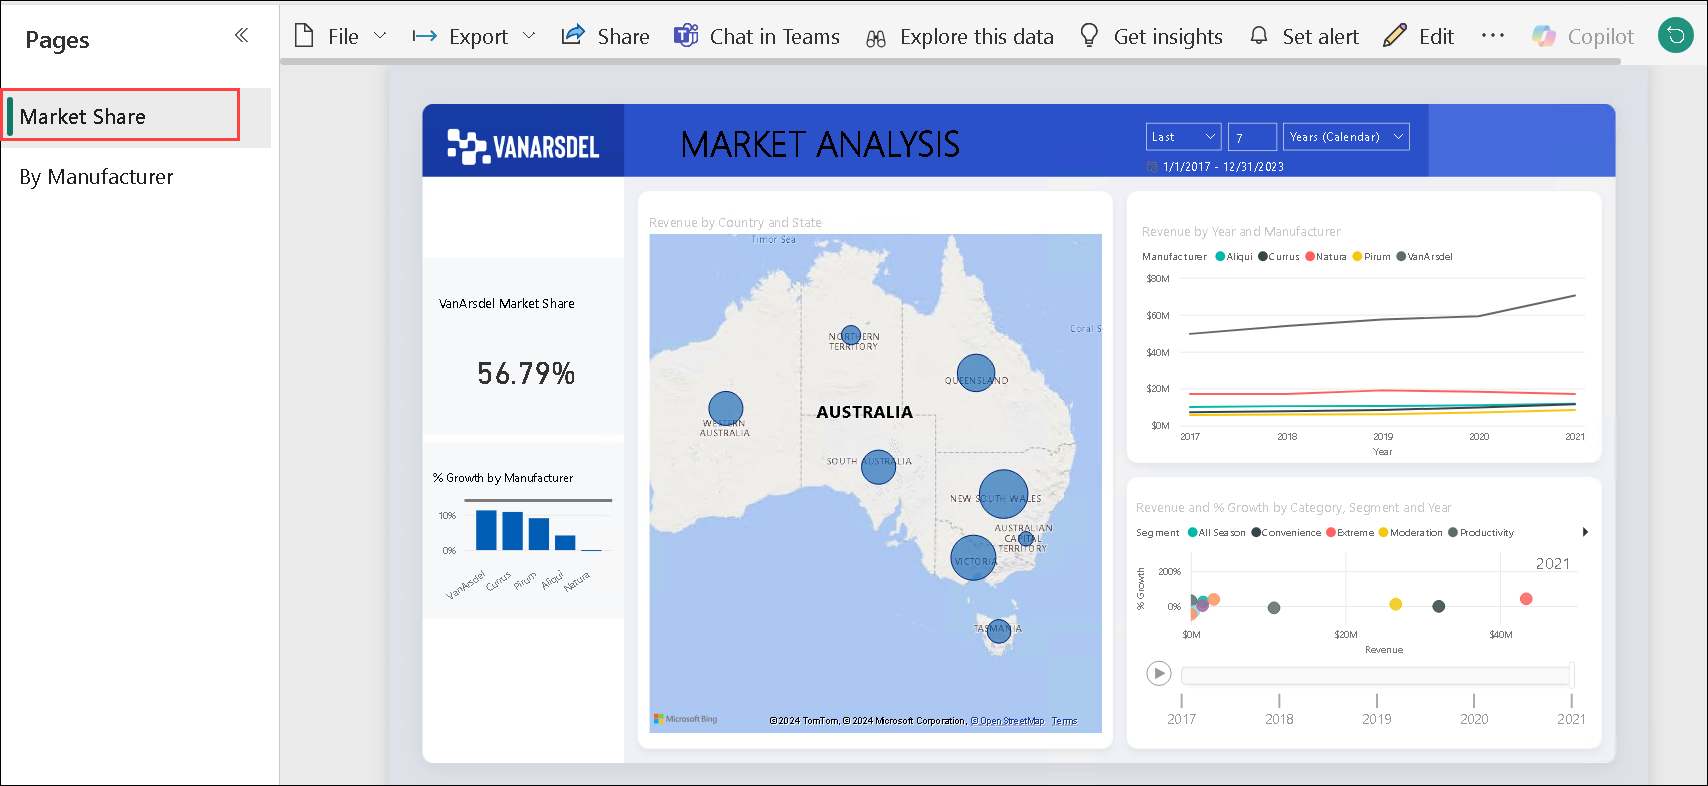 Pages
Market Share
By Manufacturer
File Export Share Chat in Teams Explore this data Get insights Set alert Edit ... Copilot
VANARSDEL
MARKET ANALYSIS
Last 7 Years (Calendar)
1/1/2017 - 12/31/2023
VanArsdel Market Share
56.79%
% Growth by Manufacturer
10%
0%
VanArsdel Currus Pirum Aliqui Natura
Revenue by Country and State
Timor Sea
Coral S
NORTHERN
TERRITORY
QUEENSLAND
AUSTRALIA
WESTERN
AUSTRALIA
SOUTH AUSTRALIA
NEW SOUTH WALES
AUSTRALIAN
CAPITAL
TERRITORY
VICTORIA
TASMANIA
Microsoft Bing
©2024 TomTom, © 2024 Microsoft Corporation, © OpenStreetMap Terms
Revenue by Year and Manufacturer
Manufacturer Aliqui Currus Natura Pirum VanArsdel
$80M
$60M
$40M
$20M
$0M
2017 2018 2019 2020 2021
Year
Revenue and % Growth by Category, Segment and Year
Segment All Season Convenience Extreme Moderation Productivity
2021
% Growth
200%
0%
$0M $20M $40M
Revenue
2017 2018 2019 2020 2021